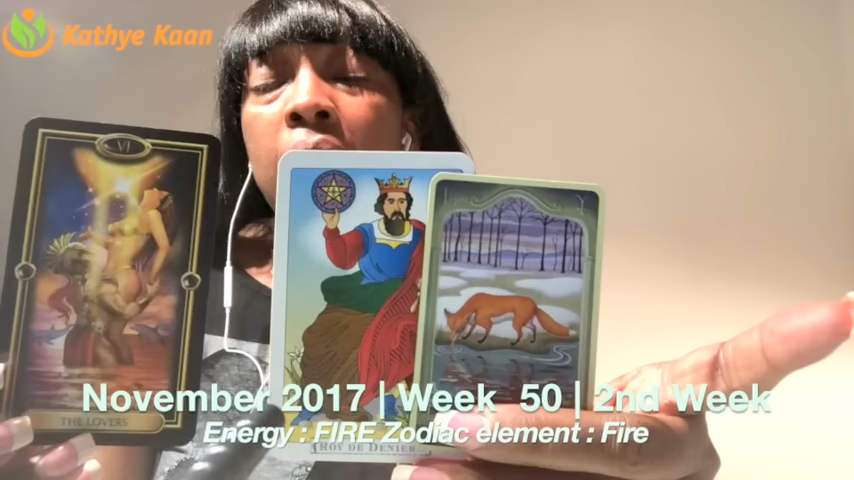 Kathye Kaan
VI
THE LOVERS
ROY DE DENIER
November 2017 | Week 50 | 2nd Week
Energy : FIRE Zodiac element : Fire